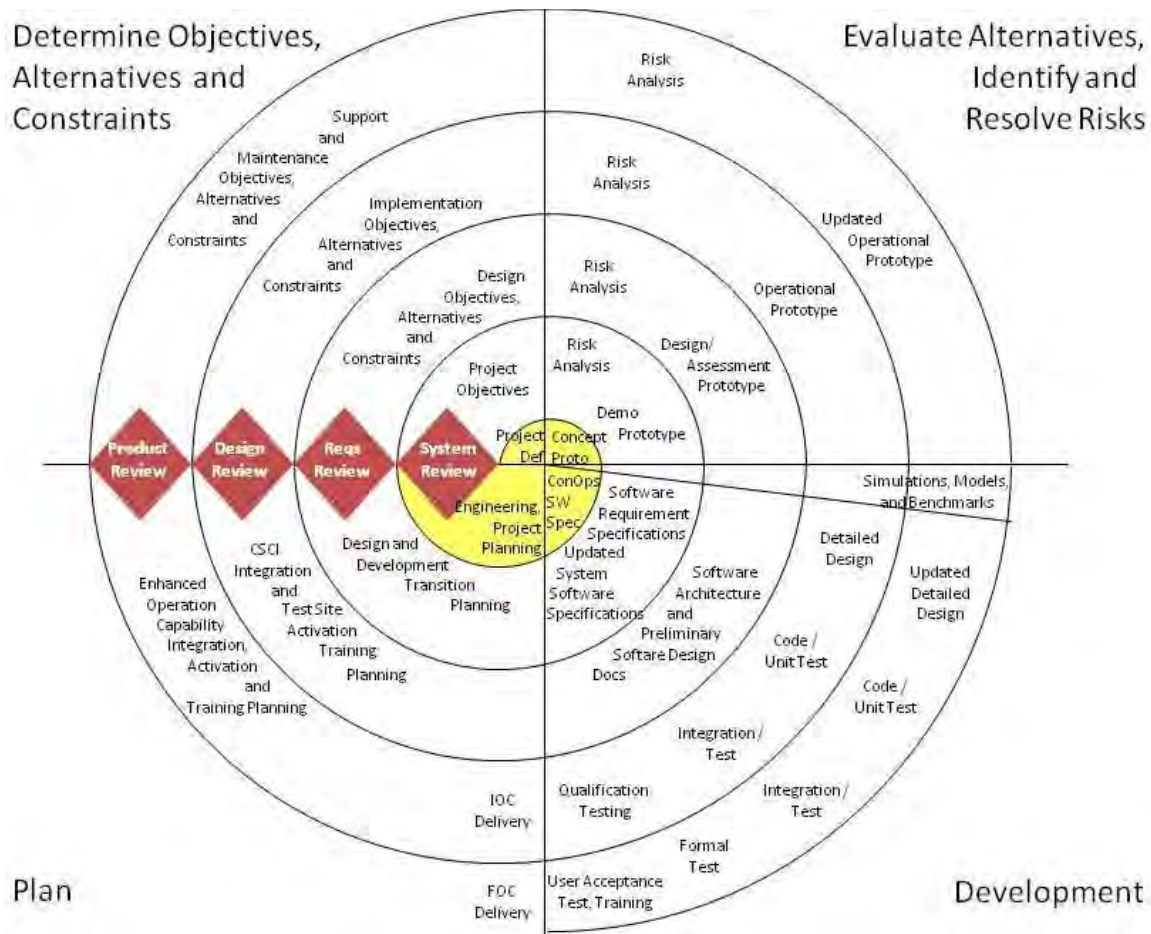 Determine Objectives,
Alternatives and
Constraints
Evaluate Alternatives,
Identify and
Resolve Risks
Support
and
Maintenance
Objectives,
Alternatives
and
Constraints
Implementation
Objectives,
Alternatives
and
Constraints
Design
Objectives,
Alternatives
and
Constraints
Project
Objectives
Risk
Analysis
Risk
Analysis
Risk
Analysis
Risk
Analysis
Updated
Operational
Prototype
Operational
Prototype
Design/
Assessment
Prototype
Demo
Prototype
Project
Def
Concept
Proto
Product
Review
Design
Review
Reqs
Review
System
Review
Simulations, Models,
and Benchmarks
ConOps
SW
Spec
Engineering,
Project
Planning
Software
Requirement
Specifications
Updated
System
Software
Specifications
Design and
Development
Transition
Planning
CSCI
Integration
and
Test Site
Activation
Training
Planning
Enhanced
Operation
Capability
Integration,
Activation
and
Training Planning
Software
Architecture
and
Preliminary
Softare Design
Docs
Detailed
Design
Updated
Detailed
Design
Code /
Unit Test
Code /
Unit Test
Integration /
Test
Integration /
Test
Qualification
Testing
Formal
Test
IOC
Delivery
FOC
Delivery
User Acceptance
Test, Training
Plan
Development